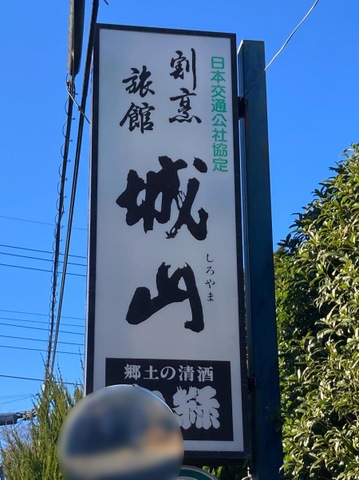 日本交通公社協定
割烹
旅館
城山
しろやま
郷土の清酒